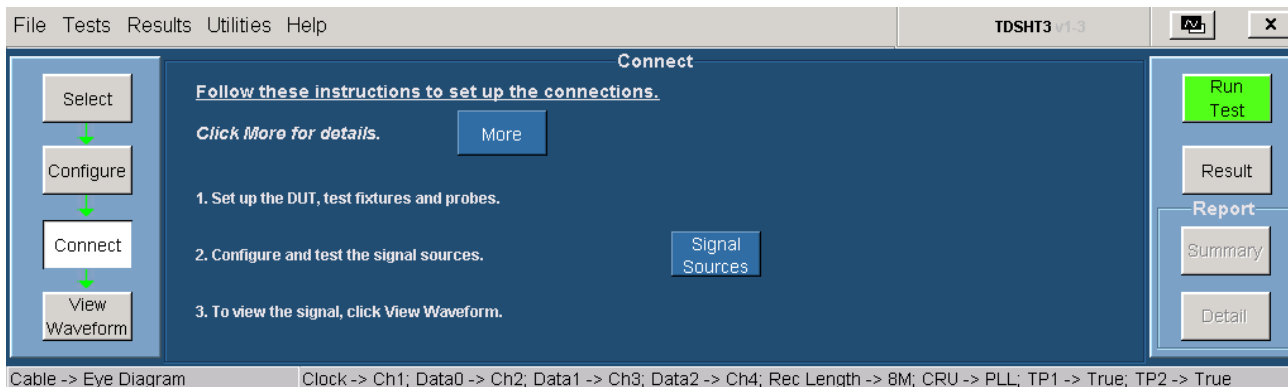 File Tests Results Utilities Help
TDSHT3 v1-3
x
Connect
Select
Configure
Connect
View
Waveform
Follow these instructions to set up the connections.
Click More for details.
More
1. Set up the DUT, test fixtures and probes.
2. Configure and test the signal sources.
Signal
Sources
3. To view the signal, click View Waveform.
Run
Test
Result
Report
Summary
Detail
Cable -> Eye Diagram
Clock -> Ch1; Data0 -> Ch2; Data1 -> Ch3; Data2 -> Ch4; Rec Length -> 8M; CRU -> PLL; TP1 -> True; TP2 -> True